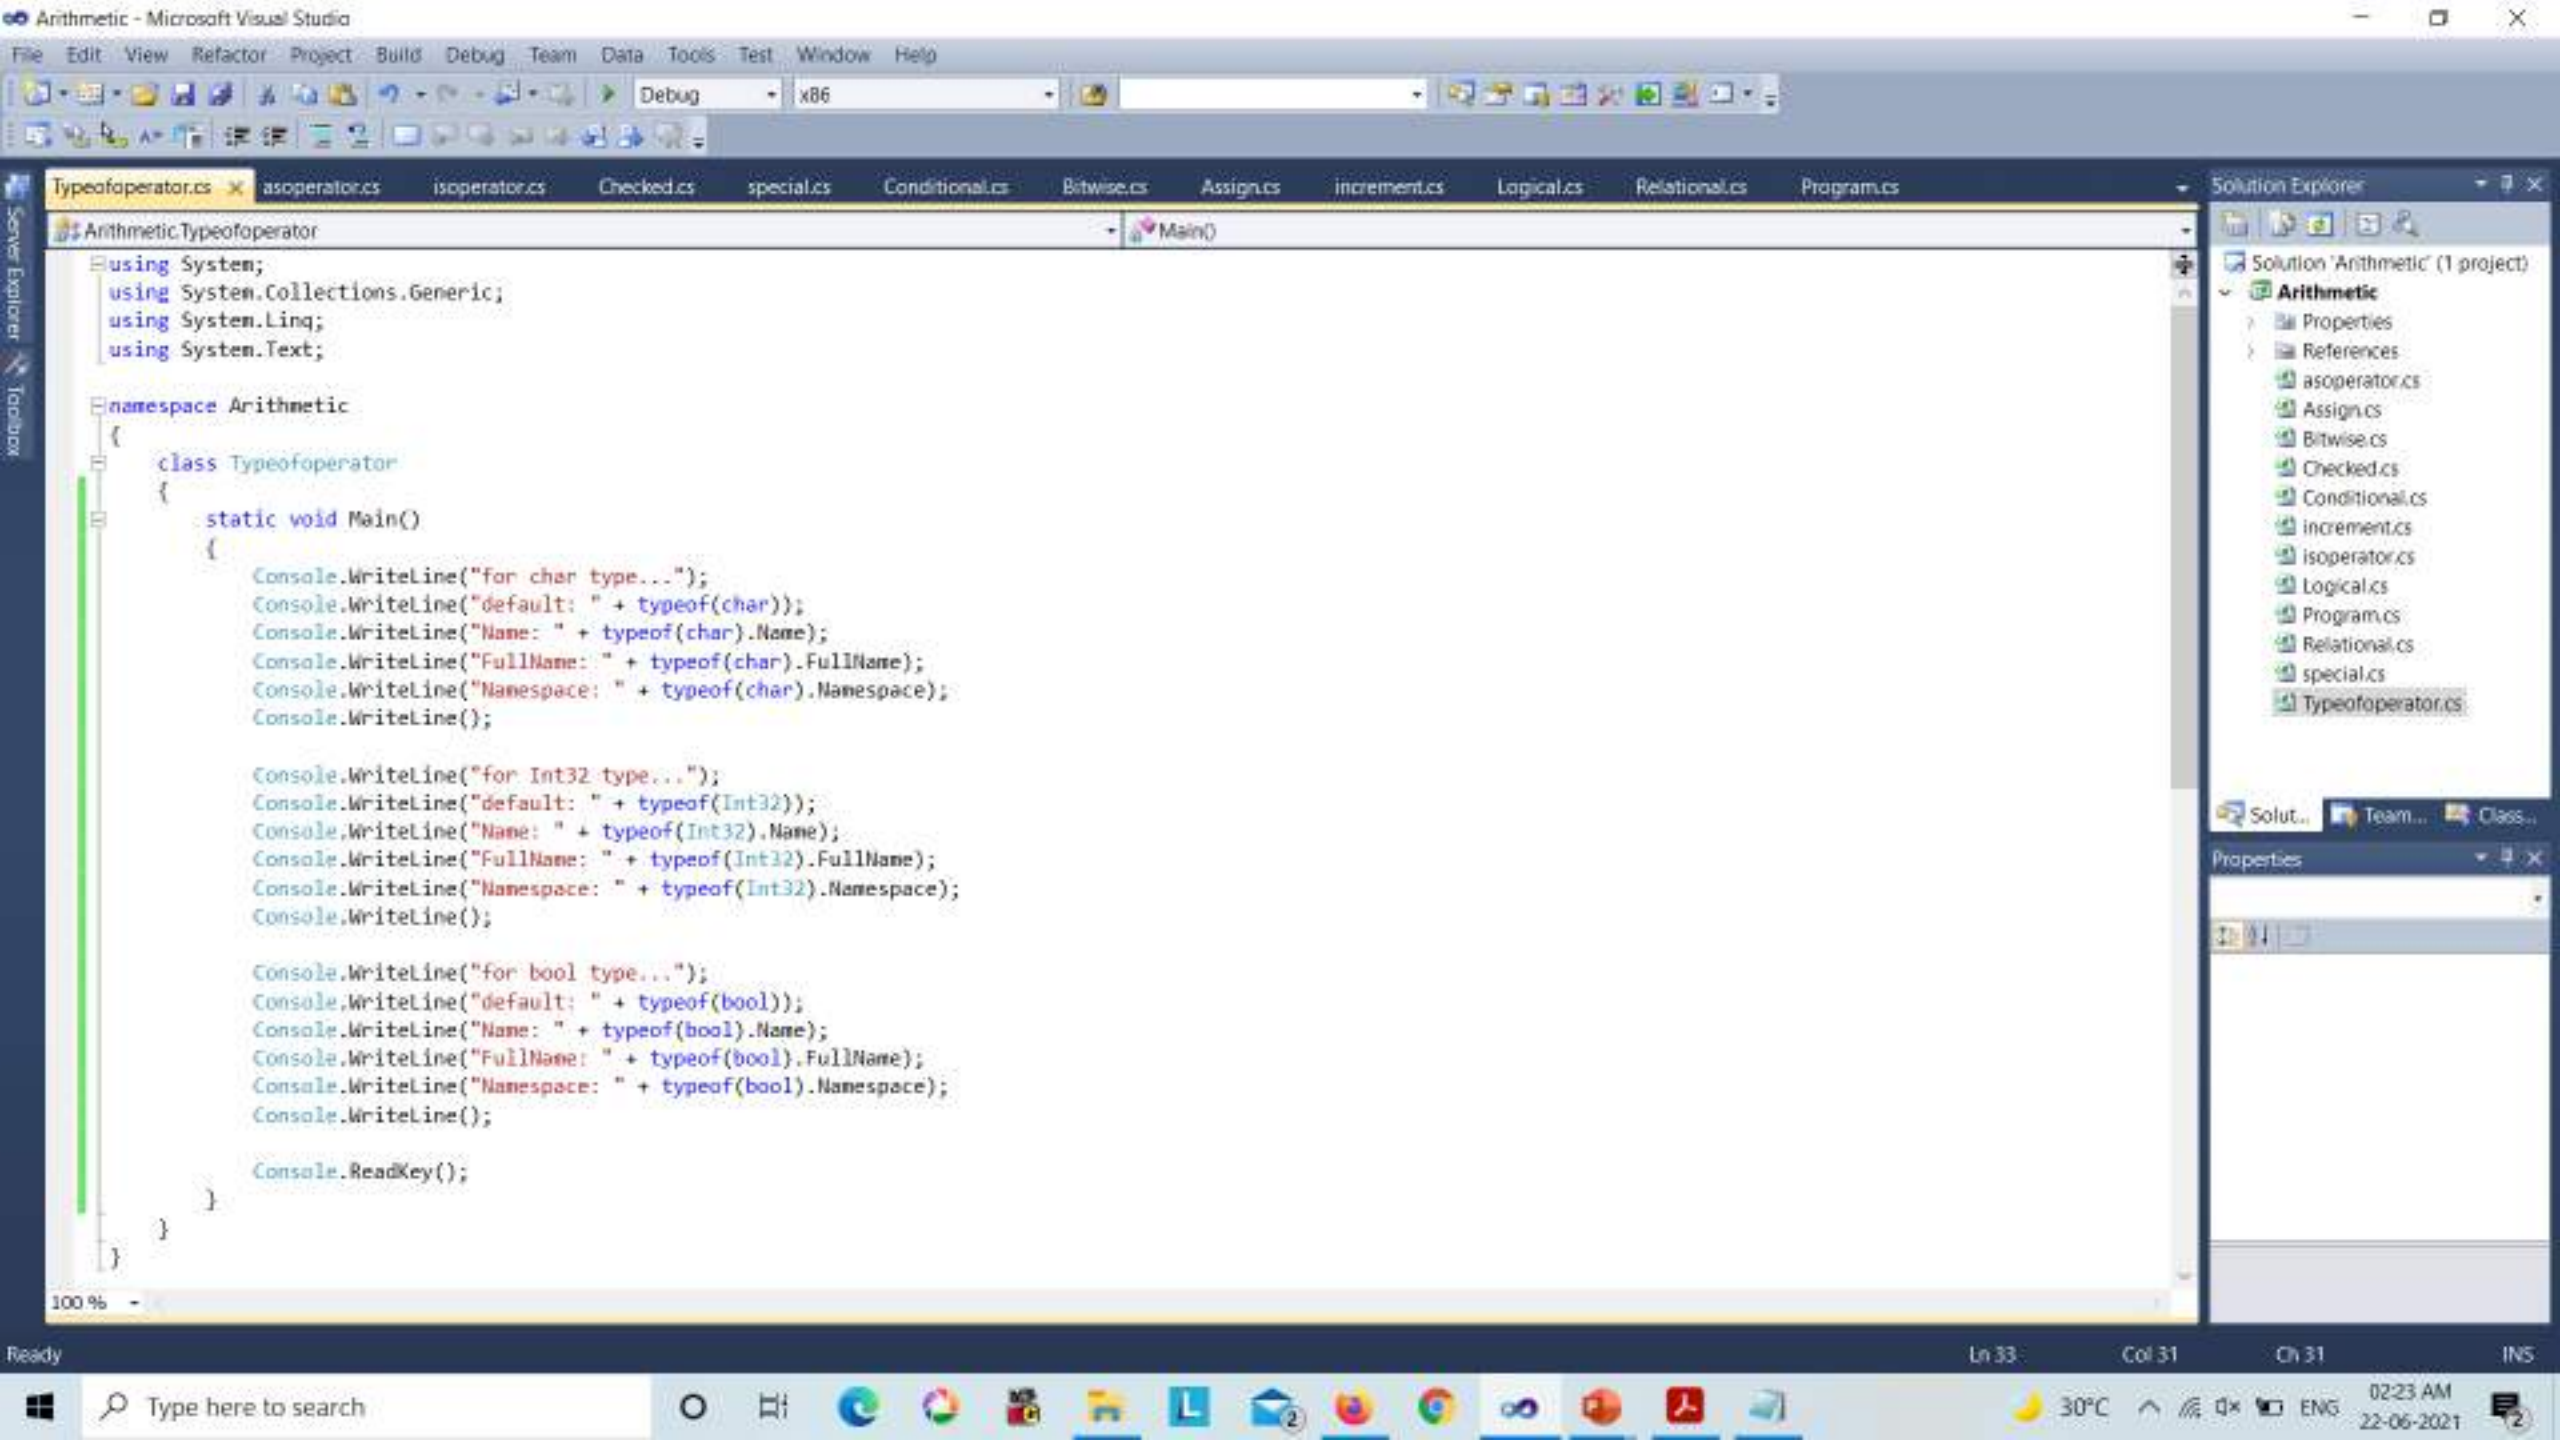 Arithmetic - Microsoft Visual Studio
File Edit View Refactor Project Build Debug Team Data Tools Test Window Help
Debug x86
Typeofoperator.cs asoperator.cs isoperator.cs Checked.cs special.cs Conditional.cs Bitwise.cs Assign.cs increment.cs Logical.cs Relational.cs Program.cs
Arithmetic.Typeofoperator Main()
Server Explorer
Toolbox
using System;
using System.Collections.Generic;
using System.Linq;
using System.Text;
namespace Arithmetic
{
class Typeofoperator
{
static void Main()
{
Console.WriteLine("for char type...");
Console.WriteLine("default: " + typeof(char));
Console.WriteLine("Name: " + typeof(char).Name);
Console.WriteLine("FullName: " + typeof(char).FullName);
Console.WriteLine("Namespace: " + typeof(char).Namespace);
Console.WriteLine();
Console.WriteLine("for Int32 type...");
Console.WriteLine("default: " + typeof(Int32));
Console.WriteLine("Name: " + typeof(Int32).Name);
Console.WriteLine("FullName: " + typeof(Int32).FullName);
Console.WriteLine("Namespace: " + typeof(Int32).Namespace);
Console.WriteLine();
Console.WriteLine("for bool type...");
Console.WriteLine("default: " + typeof(bool));
Console.WriteLine("Name: " + typeof(bool).Name);
Console.WriteLine("FullName: " + typeof(bool).FullName);
Console.WriteLine("Namespace: " + typeof(bool).Namespace);
Console.WriteLine();
Console.ReadKey();
}
}
}
100 %
Solution Explorer
Solution 'Arithmetic' (1 project)
Arithmetic
Properties
References
asoperator.cs
Assign.cs
Bitwise.cs
Checked.cs
Conditional.cs
increment.cs
isoperator.cs
Logical.cs
Program.cs
Relational.cs
special.cs
Typeofoperator.cs
Solut... Team... Class...
Properties
Ready Ln 33 Col 31 Ch 31 INS
Type here to search 2 30°C ENG 02:23 AM 2
22-06-2021